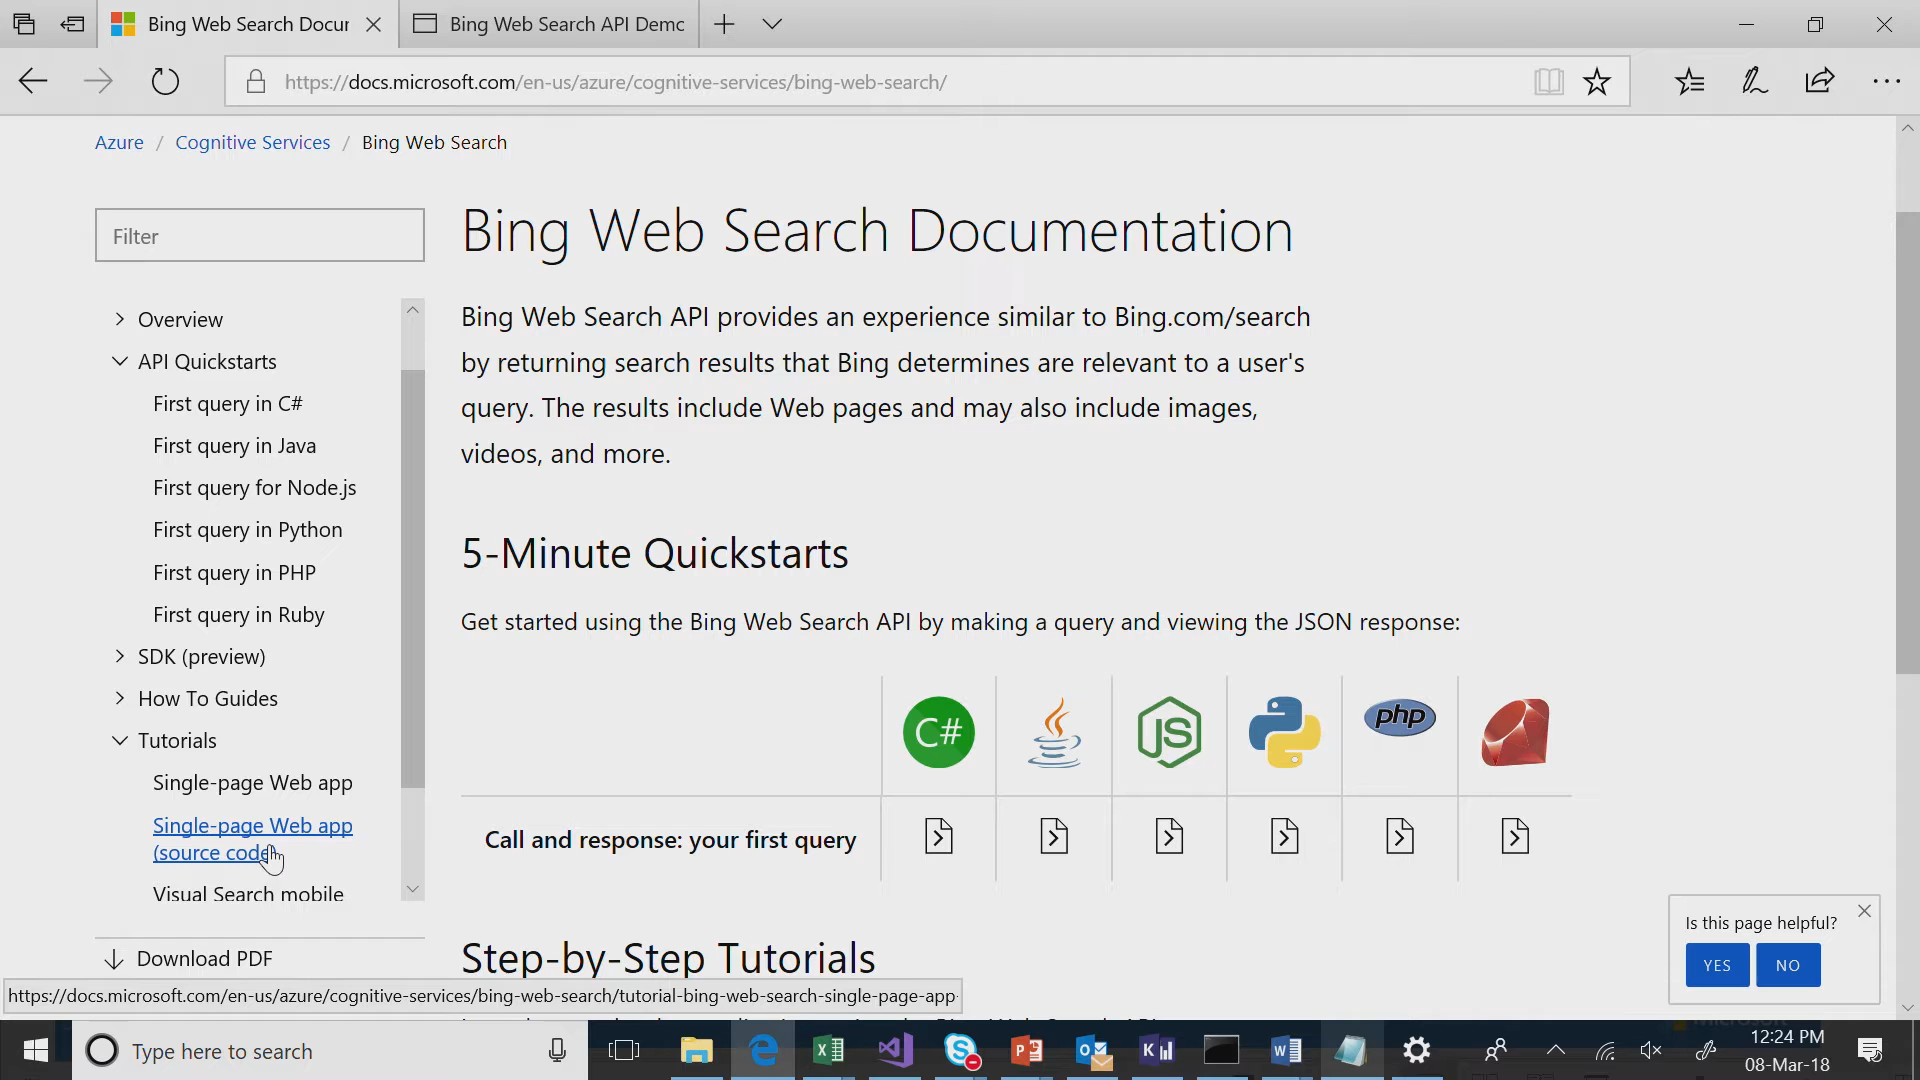 Bing Web Search Docur
Bing Web Search API Demo
https://docs.microsoft.com/en-us/azure/cognitive-services/bing-web-search/
Azure / Cognitive Services / Bing Web Search
Filter
Overview
API Quickstarts
First query in C#
First query in Java
First query for Node.js
First query in Python
First query in PHP
First query in Ruby
SDK (preview)
How To Guides
Tutorials
Single-page Web app
Single-page Web app
(source code)
Visual Search mobile
Download PDF
Bing Web Search Documentation
Bing Web Search API provides an experience similar to Bing.com/search
by returning search results that Bing determines are relevant to a user's
query. The results include Web pages and may also include images,
videos, and more.
5-Minute Quickstarts
Get started using the Bing Web Search API by making a query and viewing the JSON response:
C# JS php
Call and response: your first query
Step-by-Step Tutorials
Is this page helpful?
YES NO
https://docs.microsoft.com/en-us/azure/cognitive-services/bing-web-search/tutorial-bing-web-search-single-page-app-
Type here to search
12:24 PM
08-Mar-18